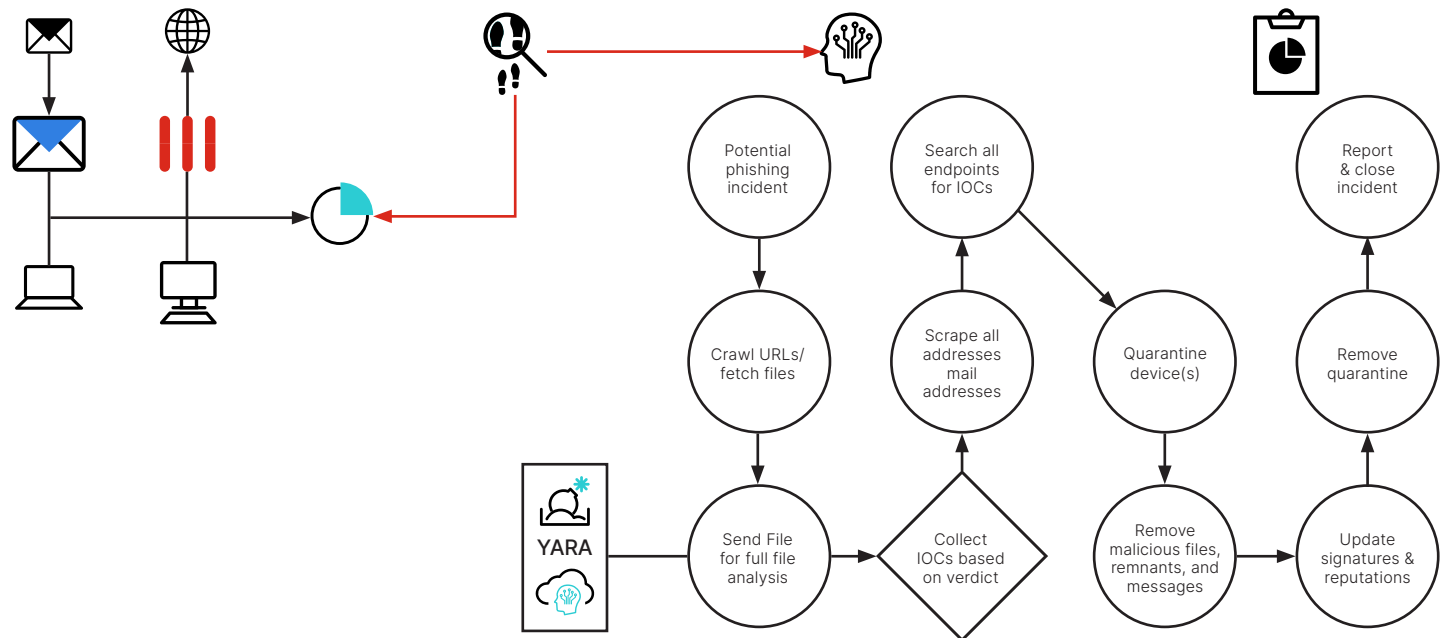 Potential
phishing
incident
Crawl URLs/
fetch files
YARA
Send File
for full file
analysis
Collect
IOCs based
on verdict
Scrape all
addresses
mail
addresses
Search all
endpoints
for IOCs
Quarantine
device(s)
Remove
malicious files,
remnants, and
messages
Update
signatures &
reputations
Remove
quarantine
Report
& close
incident